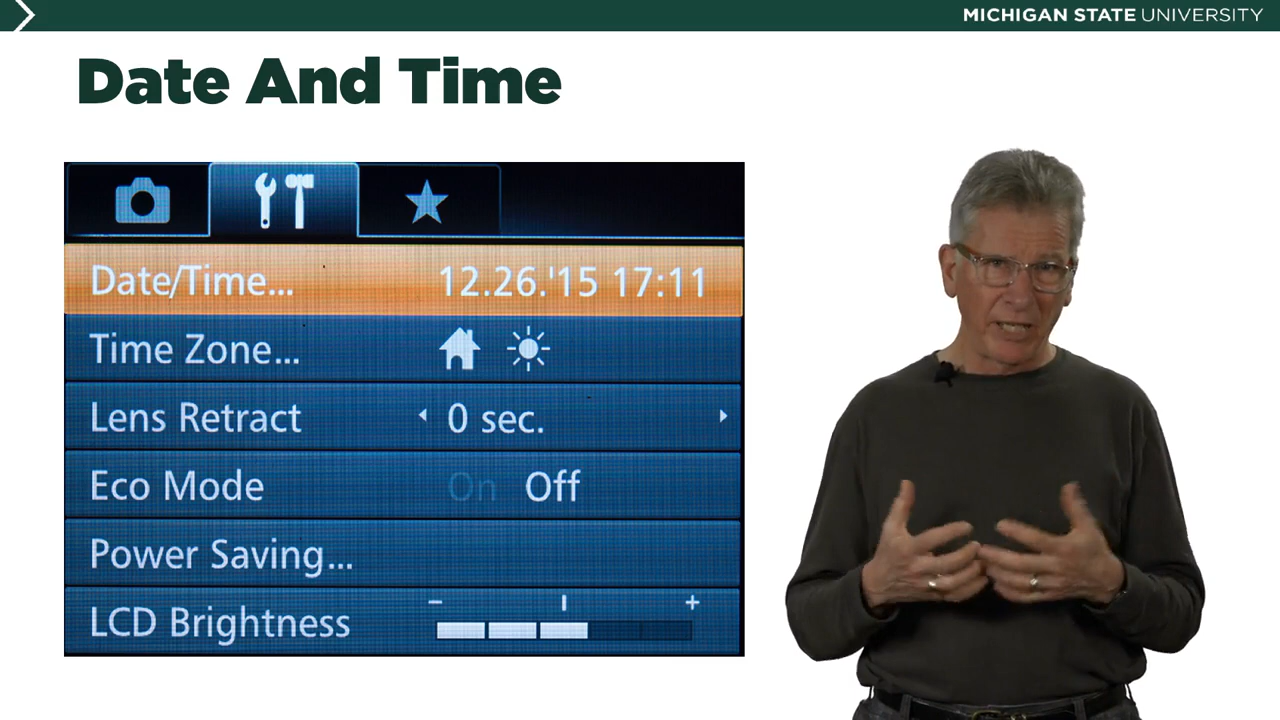 MICHIGAN STATE UNIVERSITY
Date And Time
Date/Time... 12.26.'15 17:11
Time Zone...
Lens Retract 0 sec.
Eco Mode On Off
Power Saving...
LCD Brightness - +